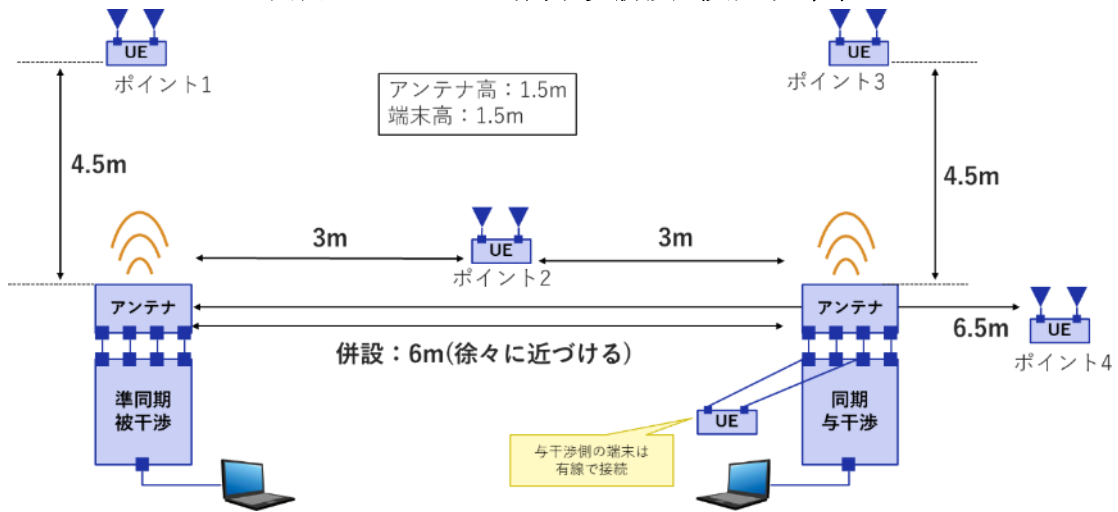 UE
ポイント1
UE
ポイント3
アンテナ高：1.5m
端末高：1.5m
4.5m
4.5m
3m
UE
3m
ポイント2
アンテナ
アンテナ
6.5m
UE
ポイント4
併設：6m(徐々に近づける)
準同期
被干渉
同期
与干渉
UE
与干渉側の端末は
有線で接続